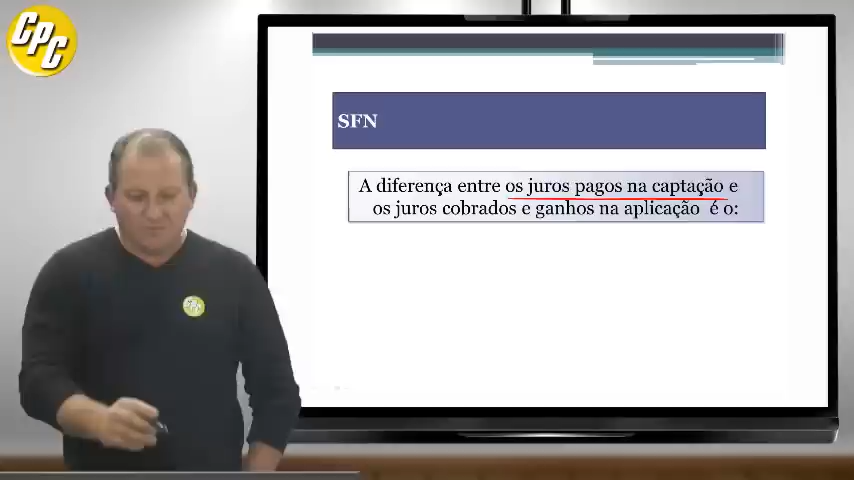 CPC
SFN
A diferença entre os juros pagos na captação e
os juros cobrados e ganhos na aplicação é o: